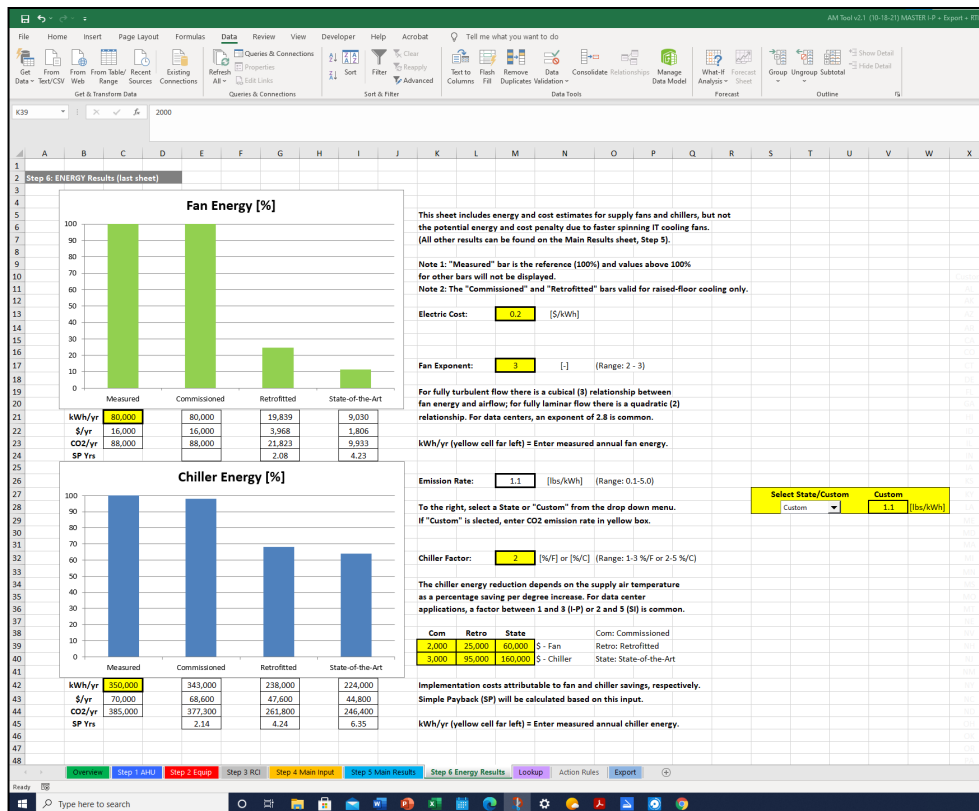 AM Tool v2.1 (10-18-21) MASTER I-P + Export + RTI
File Home Insert Page Layout Formulas Data Review View Developer Help Acrobat Tell me what you want to do
Get Data From Text/CSV From Web From Table/ Range Recent Sources Existing Connections
Refresh All Queries & Connections Properties Edit Links
Sort Filter Clear Reapply Advanced
Text to Columns Flash Fill Remove Duplicates Data Validation Consolidate Relationships Manage Data Model
What-If Analysis Forecast Sheet Group Ungroup Subtotal Show Detail Hide Detail
Get & Transform Data Queries & Connections Sort & Filter Data Tools Forecast Outline
K39 fx 2000
A B C D E F G H I J K L M N O P Q R S T U V W X
Step 6: ENERGY Results (last sheet)
Fan Energy [%]
100
90
80
70
60
50
40
30
20
10
0
Measured Commissioned Retrofitted State-of-the-Art
kWh/yr 80,000 80,000 19,839 9,030
$/yr 16,000 16,000 3,968 1,806
CO2/yr 88,000 88,000 21,823 9,933
SP Yrs 2.08 4.23
Chiller Energy [%]
100
90
80
70
60
50
40
30
20
10
0
Measured Commissioned Retrofitted State-of-the-Art
kWh/yr 350,000 343,000 238,000 224,000
$/yr 70,000 68,600 47,600 44,800
CO2/yr 385,000 377,300 261,800 246,400
SP Yrs 2.14 4.24 6.35
This sheet includes energy and cost estimates for supply fans and chillers, but not
the potential energy and cost penalty due to faster spinning IT cooling fans.
(All other results can be found on the Main Results sheet, Step 5).
Note 1: "Measured" bar is the reference (100%) and values above 100%
for other bars will not be displayed.
Note 2: The "Commissioned" and "Retrofitted" bars valid for raised-floor cooling only.
Electric Cost: 0.2 [$/kWh]
Fan Exponent: 3 [-] (Range: 2 - 3)
For fully turbulent flow there is a cubical (3) relationship between
fan energy and airflow; for fully laminar flow there is a quadratic (2)
relationship. For data centers, an exponent of 2.8 is common.
kWh/yr (yellow cell far left) = Enter measured annual fan energy.
Emission Rate: 1.1 [lbs/kWh] (Range: 0.1-5.0)
To the right, select a State or "Custom" from the drop down menu.
If "Custom" is slected, enter CO2 emission rate in yellow box.
Select State/Custom Custom
Custom 1.1 [lbs/kWh]
Chiller Factor: 2 [%/F] or [%/C] (Range: 1-3 %/F or 2-5 %/C)
The chiller energy reduction depends on the supply air temperature
as a percentage saving per degree increase. For data center
applications, a factor between 1 and 3 (I-P) or 2 and 5 (SI) is common.
Com Retro State Com: Commissioned
2,000 25,000 60,000 $ - Fan Retro: Retrofitted
3,000 95,000 160,000 $ - Chiller State: State-of-the-Art
Implementation costs attributable to fan and chiller savings, respectively.
Simple Payback (SP) will be calculated based on this input.
kWh/yr (yellow cell far left) = Enter measured annual chiller energy.
Overview Step 1 AHU Step 2 Equip Step 3 RCI Step 4 Main Input Step 5 Main Results Step 6 Energy Results Lookup Action Rules Export
Ready
Type here to search